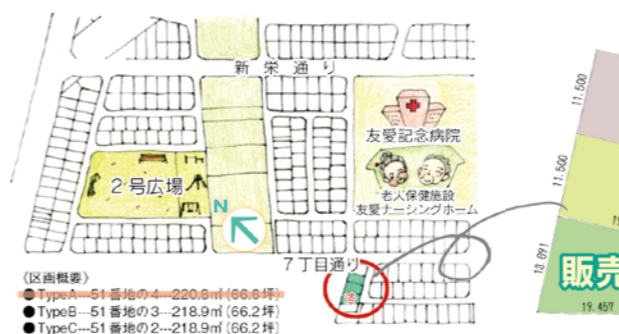 新栄通り
友愛記念病院
2号広場
老人保健施設
友愛ナーシングホーム
N
7丁目通り
《区画概要》
●TypeA---51番地の4---220.8㎡(66.6坪)
●TypeB---51番地の3---218.9㎡(66.2坪)
●TypeC---51番地の2---218.9㎡(66.2坪)
11.500
11.500
13.691
販売
19.457